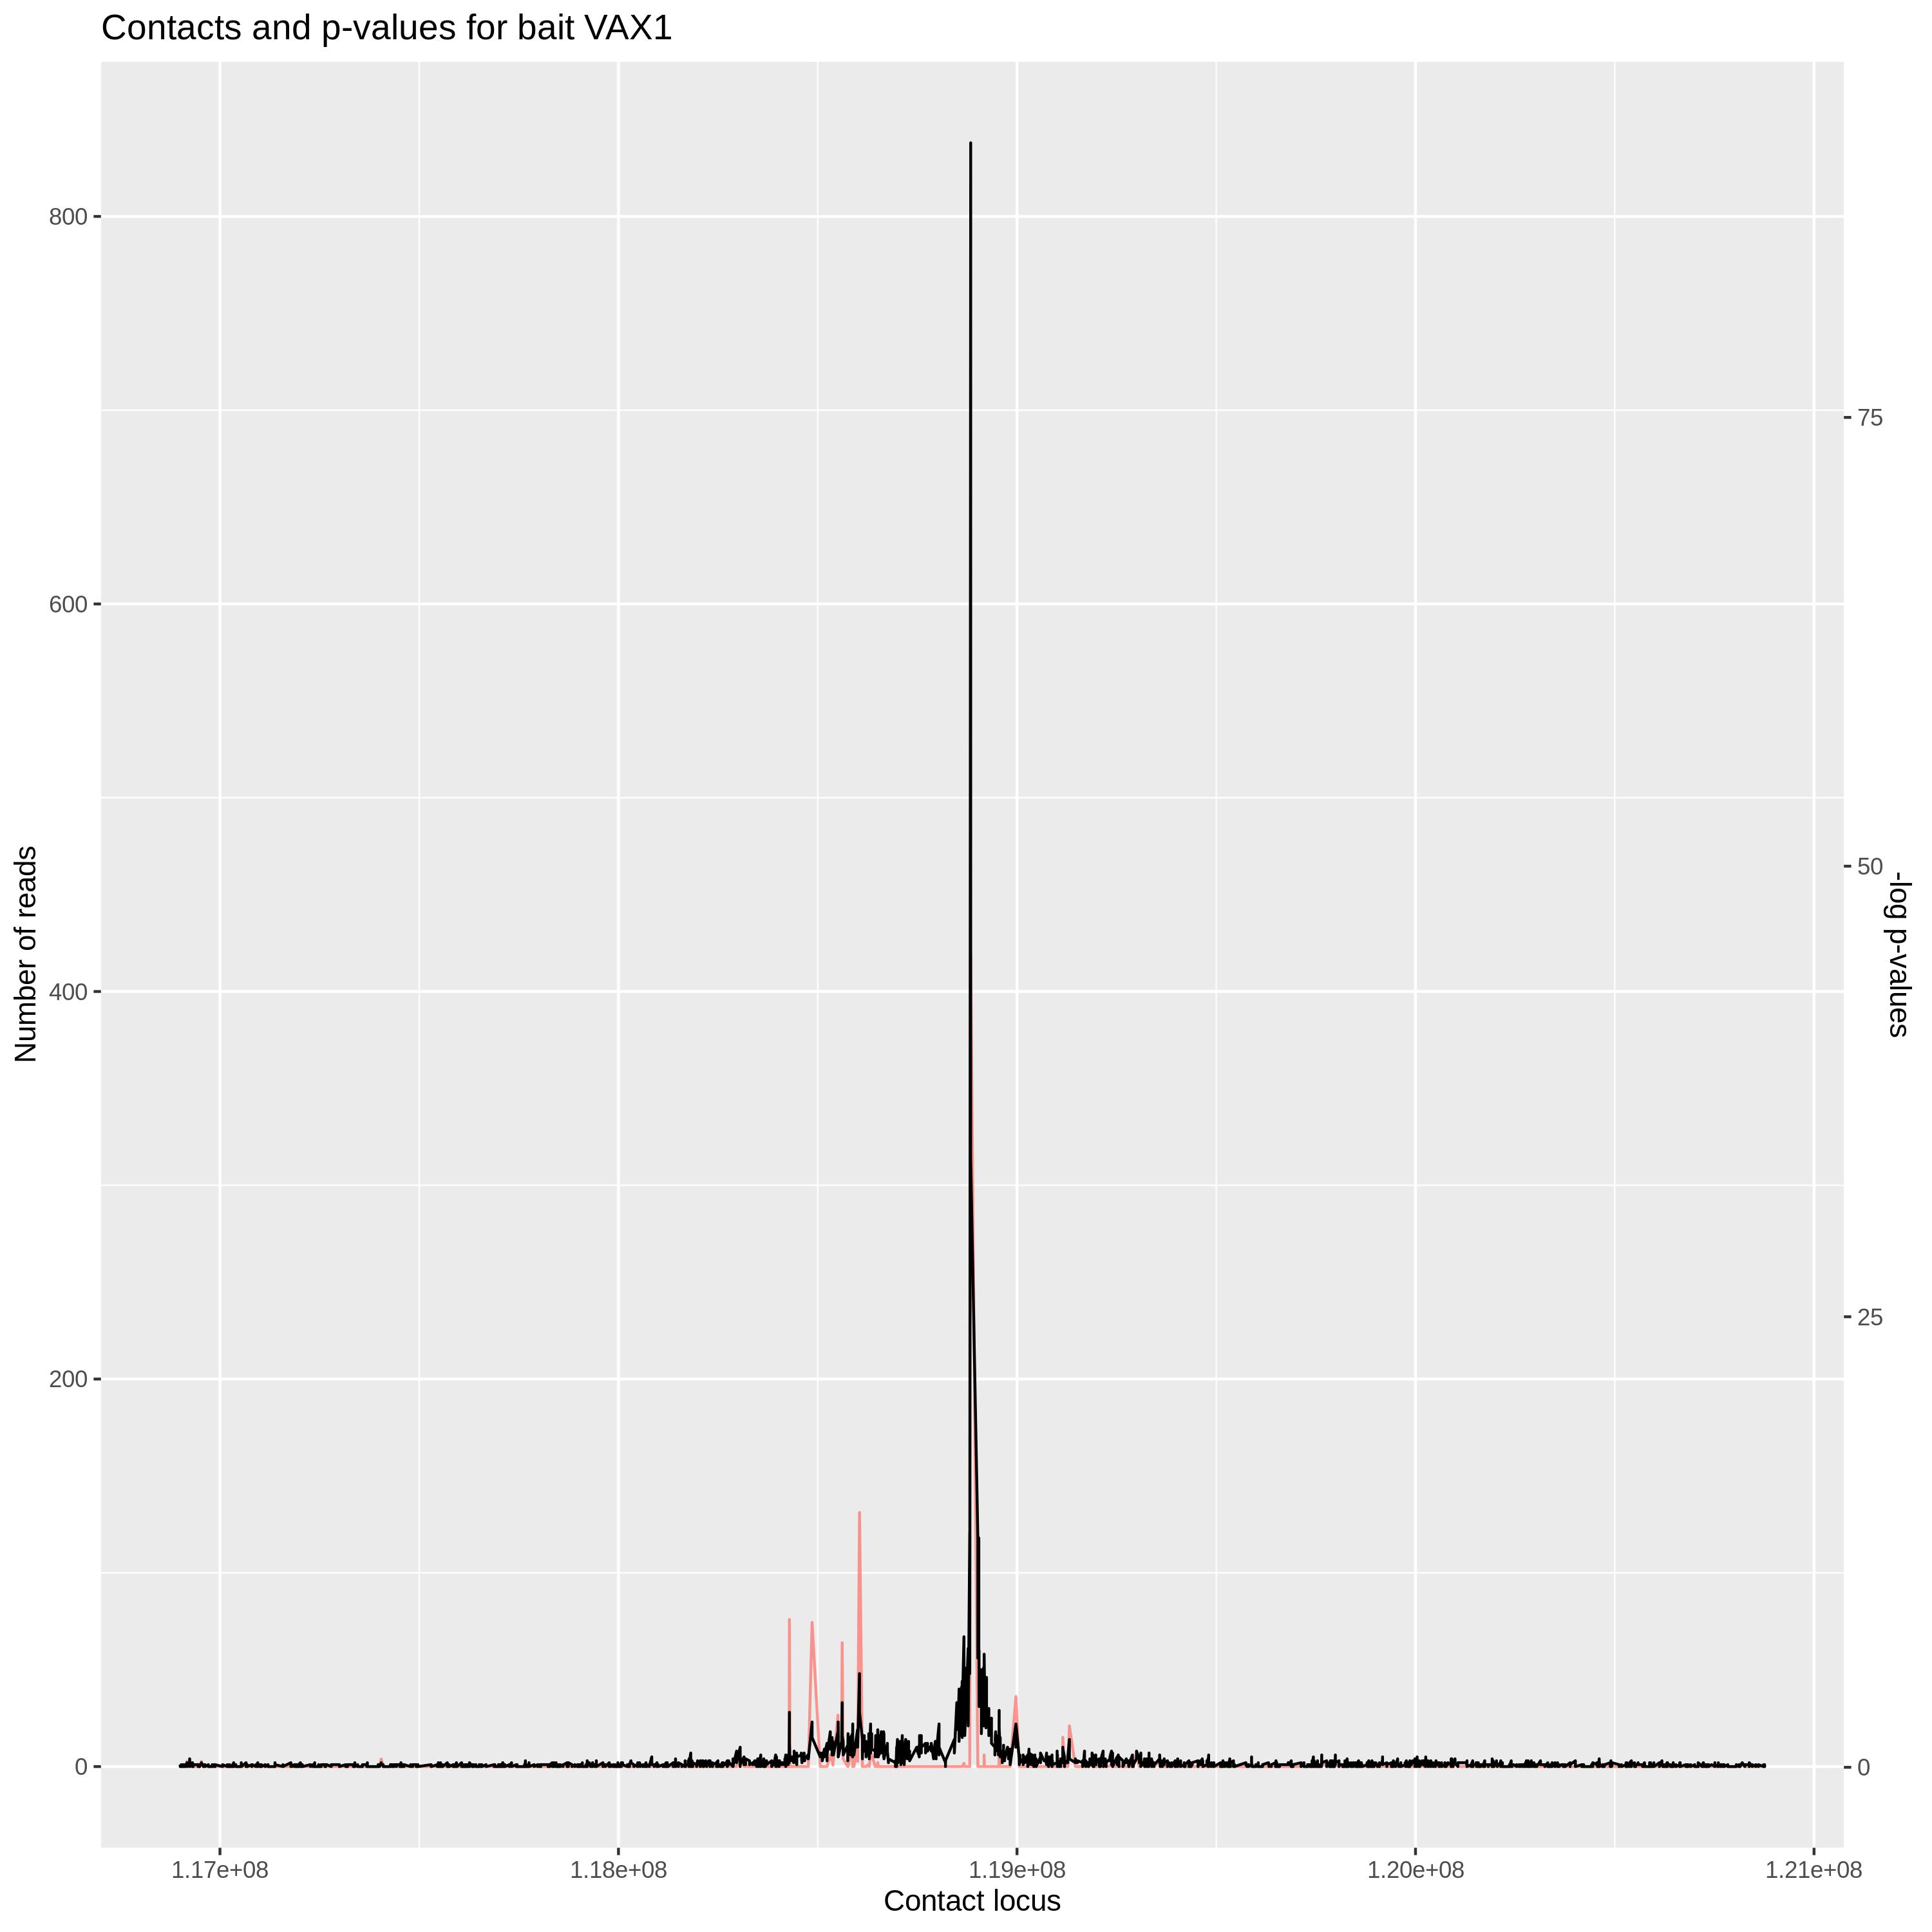 Contacts and p-values for bait VAX1
Number of reads
800
600
400
200
0
75
50
25
0
-log p-values
1.17e+08
1.18e+08
1.19e+08
1.20e+08
1.21e+08
Contact locus